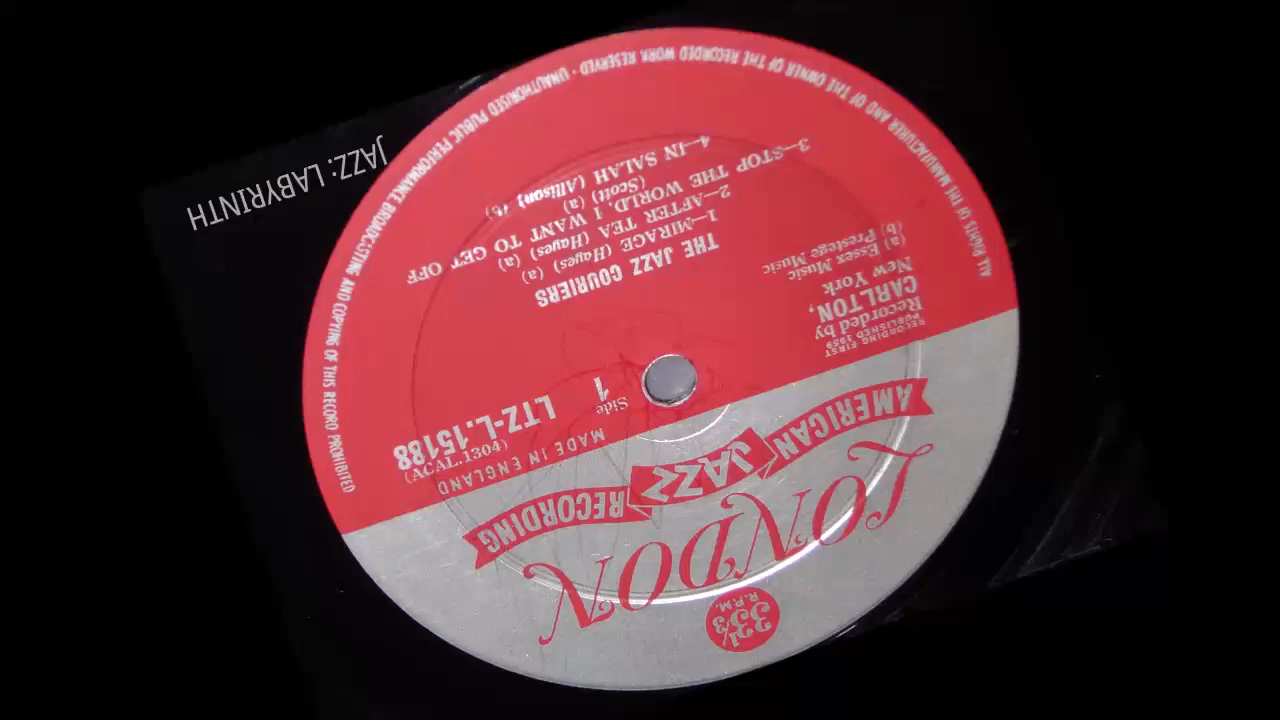 33⅓
R.P.M.
LONDON
AMERICAN JAZZ RECORDING
MADE IN ENGLAND
RECORDING FIRST
PUBLISHED 1959
Recorded by
CARLTON,
New York
(a) Essex Music
(b) Prestege Music
Side
1
LTZ-L.15188
(ACAL.1304)
THE JAZZ COURIERS
1—MIRAGE (Hayes) (a)
2—AFTER TEA (Hayes) (a)
3—STOP THE WORLD, I WANT TO GET OFF
(Scott) (a)
4—IN SALAH (Allison) (b)
ALL RIGHTS OF THE MANUFACTURER AND OF THE OWNER OF THE RECORDED WORK RESERVED · UNAUTHORISED PUBLIC PERFORMANCE BROADCASTING AND COPYING OF THIS RECORD PROHIBITED
JAZZ: LABYRINTH